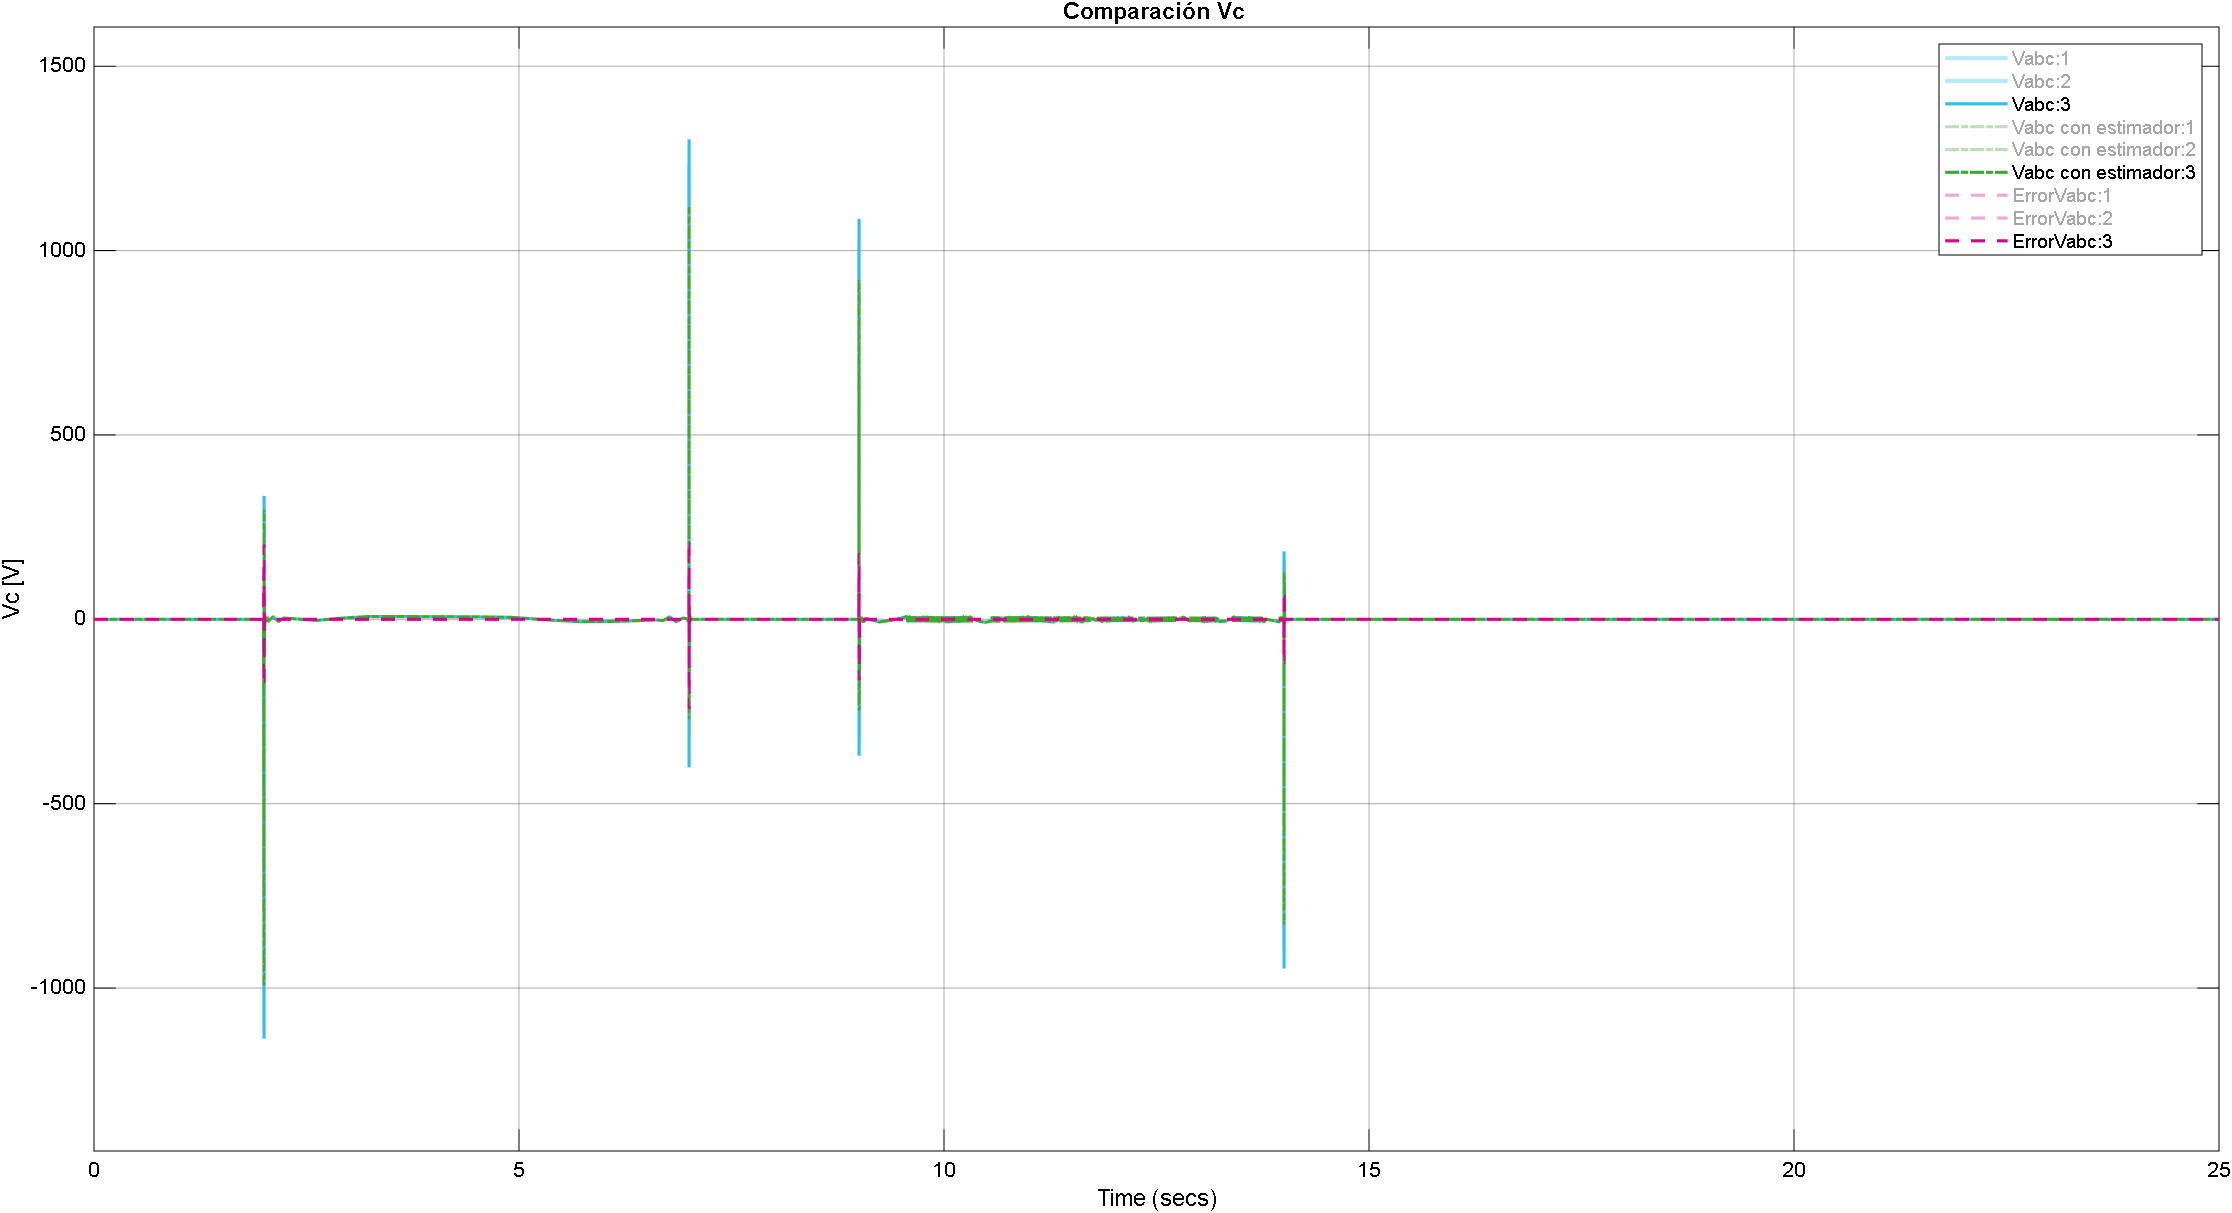 Comparación Vc
1500
1000
500
0
-500
-1000
Vc [V]
Vabc:1
Vabc:2
Vabc:3
Vabc con estimador:1
Vabc con estimador:2
Vabc con estimador:3
ErrorVabc:1
ErrorVabc:2
ErrorVabc:3
0 5 10 15 20 25
Time (secs)